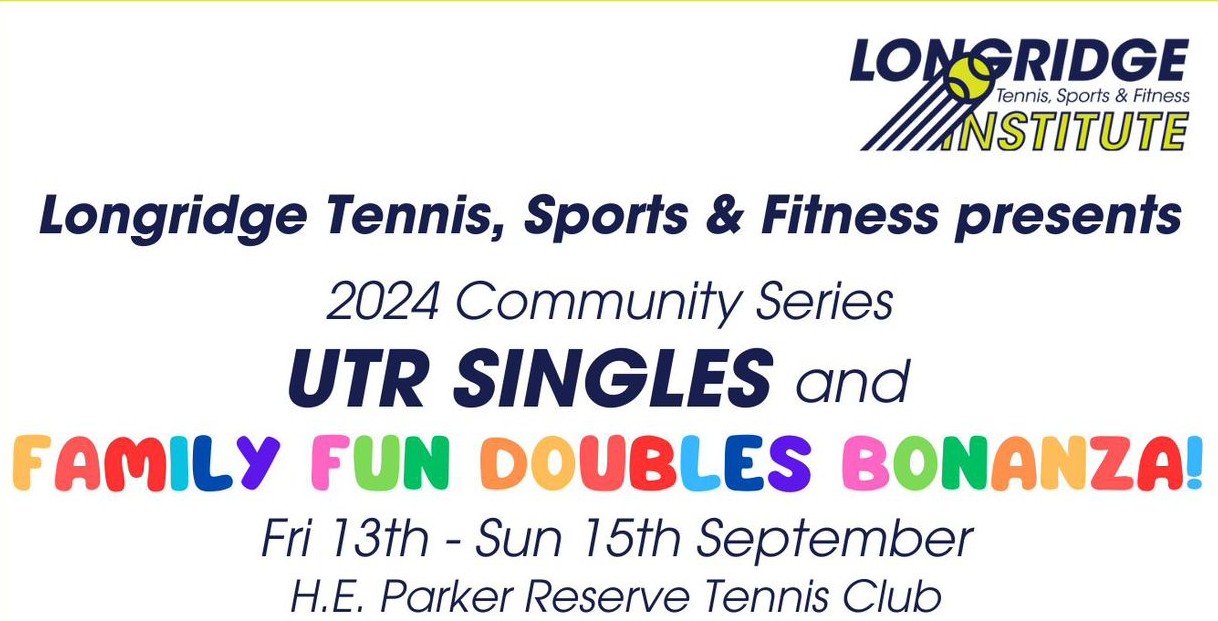 LONGRIDGE
Tennis, Sports & Fitness
INSTITUTE
Longridge Tennis, Sports & Fitness presents
2024 Community Series
UTR SINGLES and
FAMILY FUN DOUBLES BONANZA!
Fri 13th - Sun 15th September
H.E. Parker Reserve Tennis Club